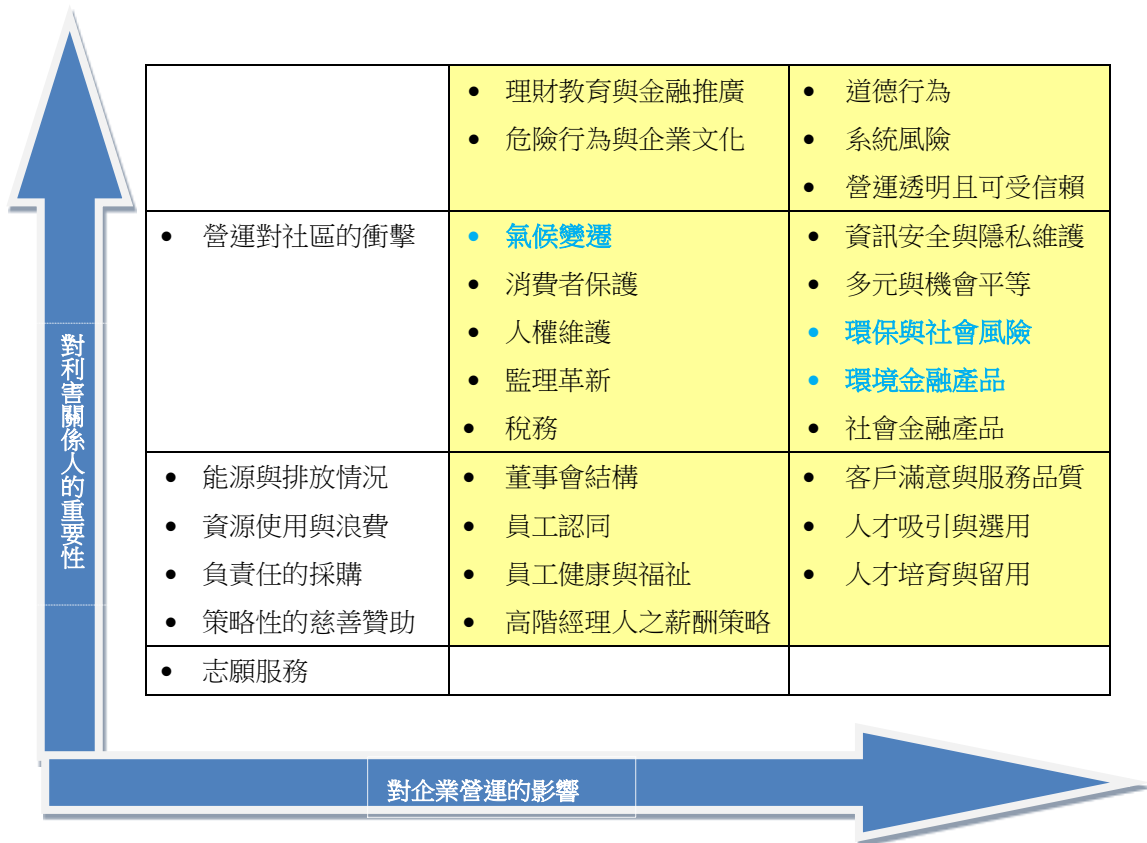 • 理財教育與金融推廣
• 危險行為與企業文化
• 道德行為
• 系統風險
• 營運透明且可受信賴
• 營運對社區的衝擊
• 氣候變遷
• 消費者保護
• 人權維護
• 監理革新
• 稅務
• 資訊安全與隱私維護
• 多元與機會平等
• 環保與社會風險
• 環境金融產品
• 社會金融產品
• 能源與排放情況
• 資源使用與浪費
• 負責任的採購
• 策略性的慈善贊助
• 董事會結構
• 員工認同
• 員工健康與福祉
• 高階經理人之薪酬策略
• 客戶滿意與服務品質
• 人才吸引與選用
• 人才培育與留用
• 志願服務
對利害關係人的重要性
對企業營運的影響